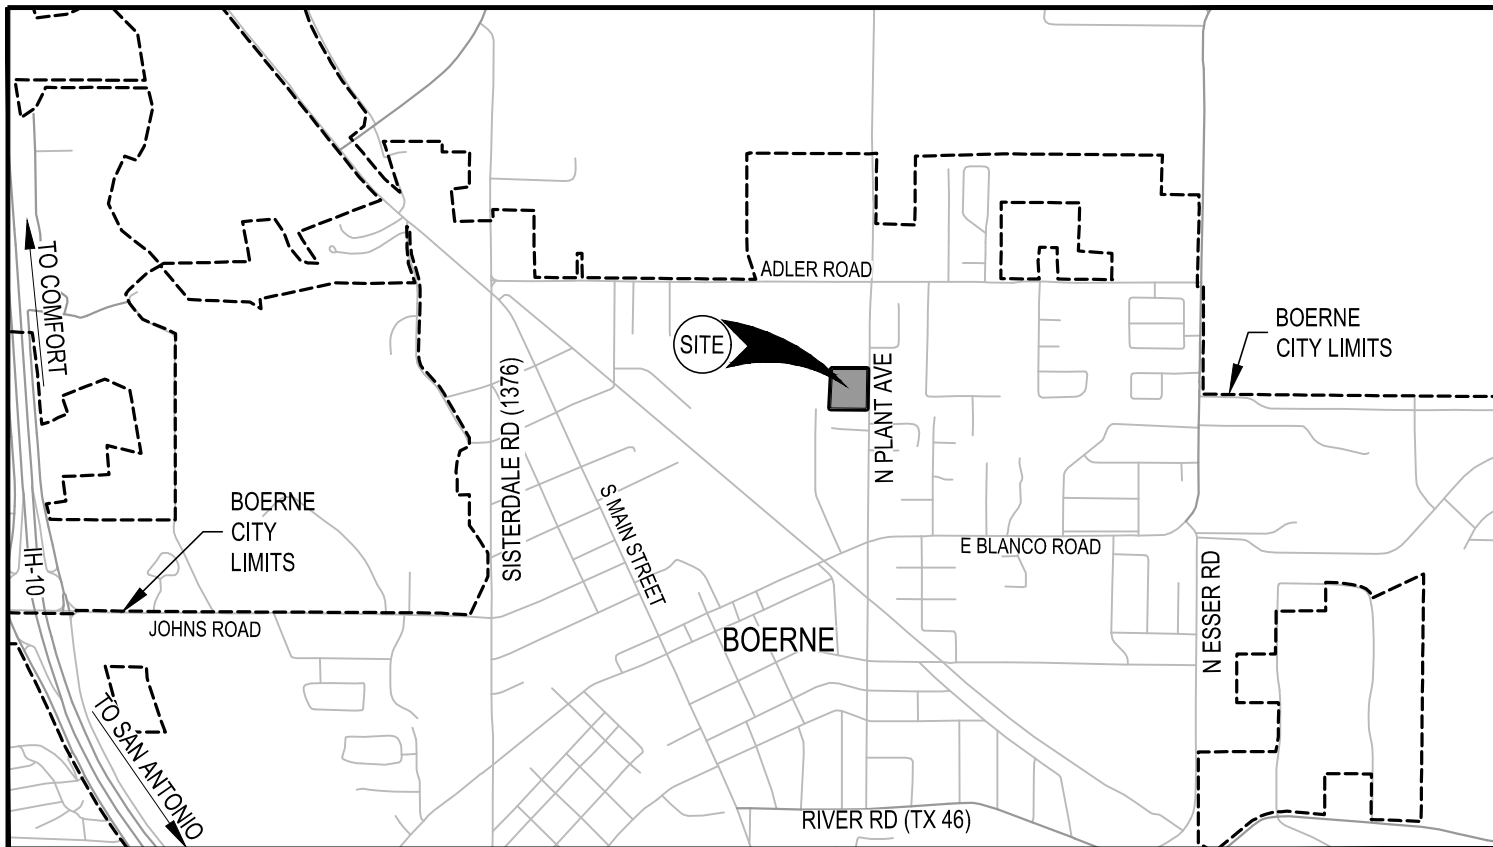 ADLER ROAD
TO COMFORT
SITE
BOERNE
CITY LIMITS
N PLANT AVE
SISTERDALE RD (1376)
S MAIN STREET
BOERNE
CITY
LIMITS
IH-10
E BLANCO ROAD
N ESSER RD
JOHNS ROAD
BOERNE
TO SAN ANTONIO
RIVER RD (TX 46)